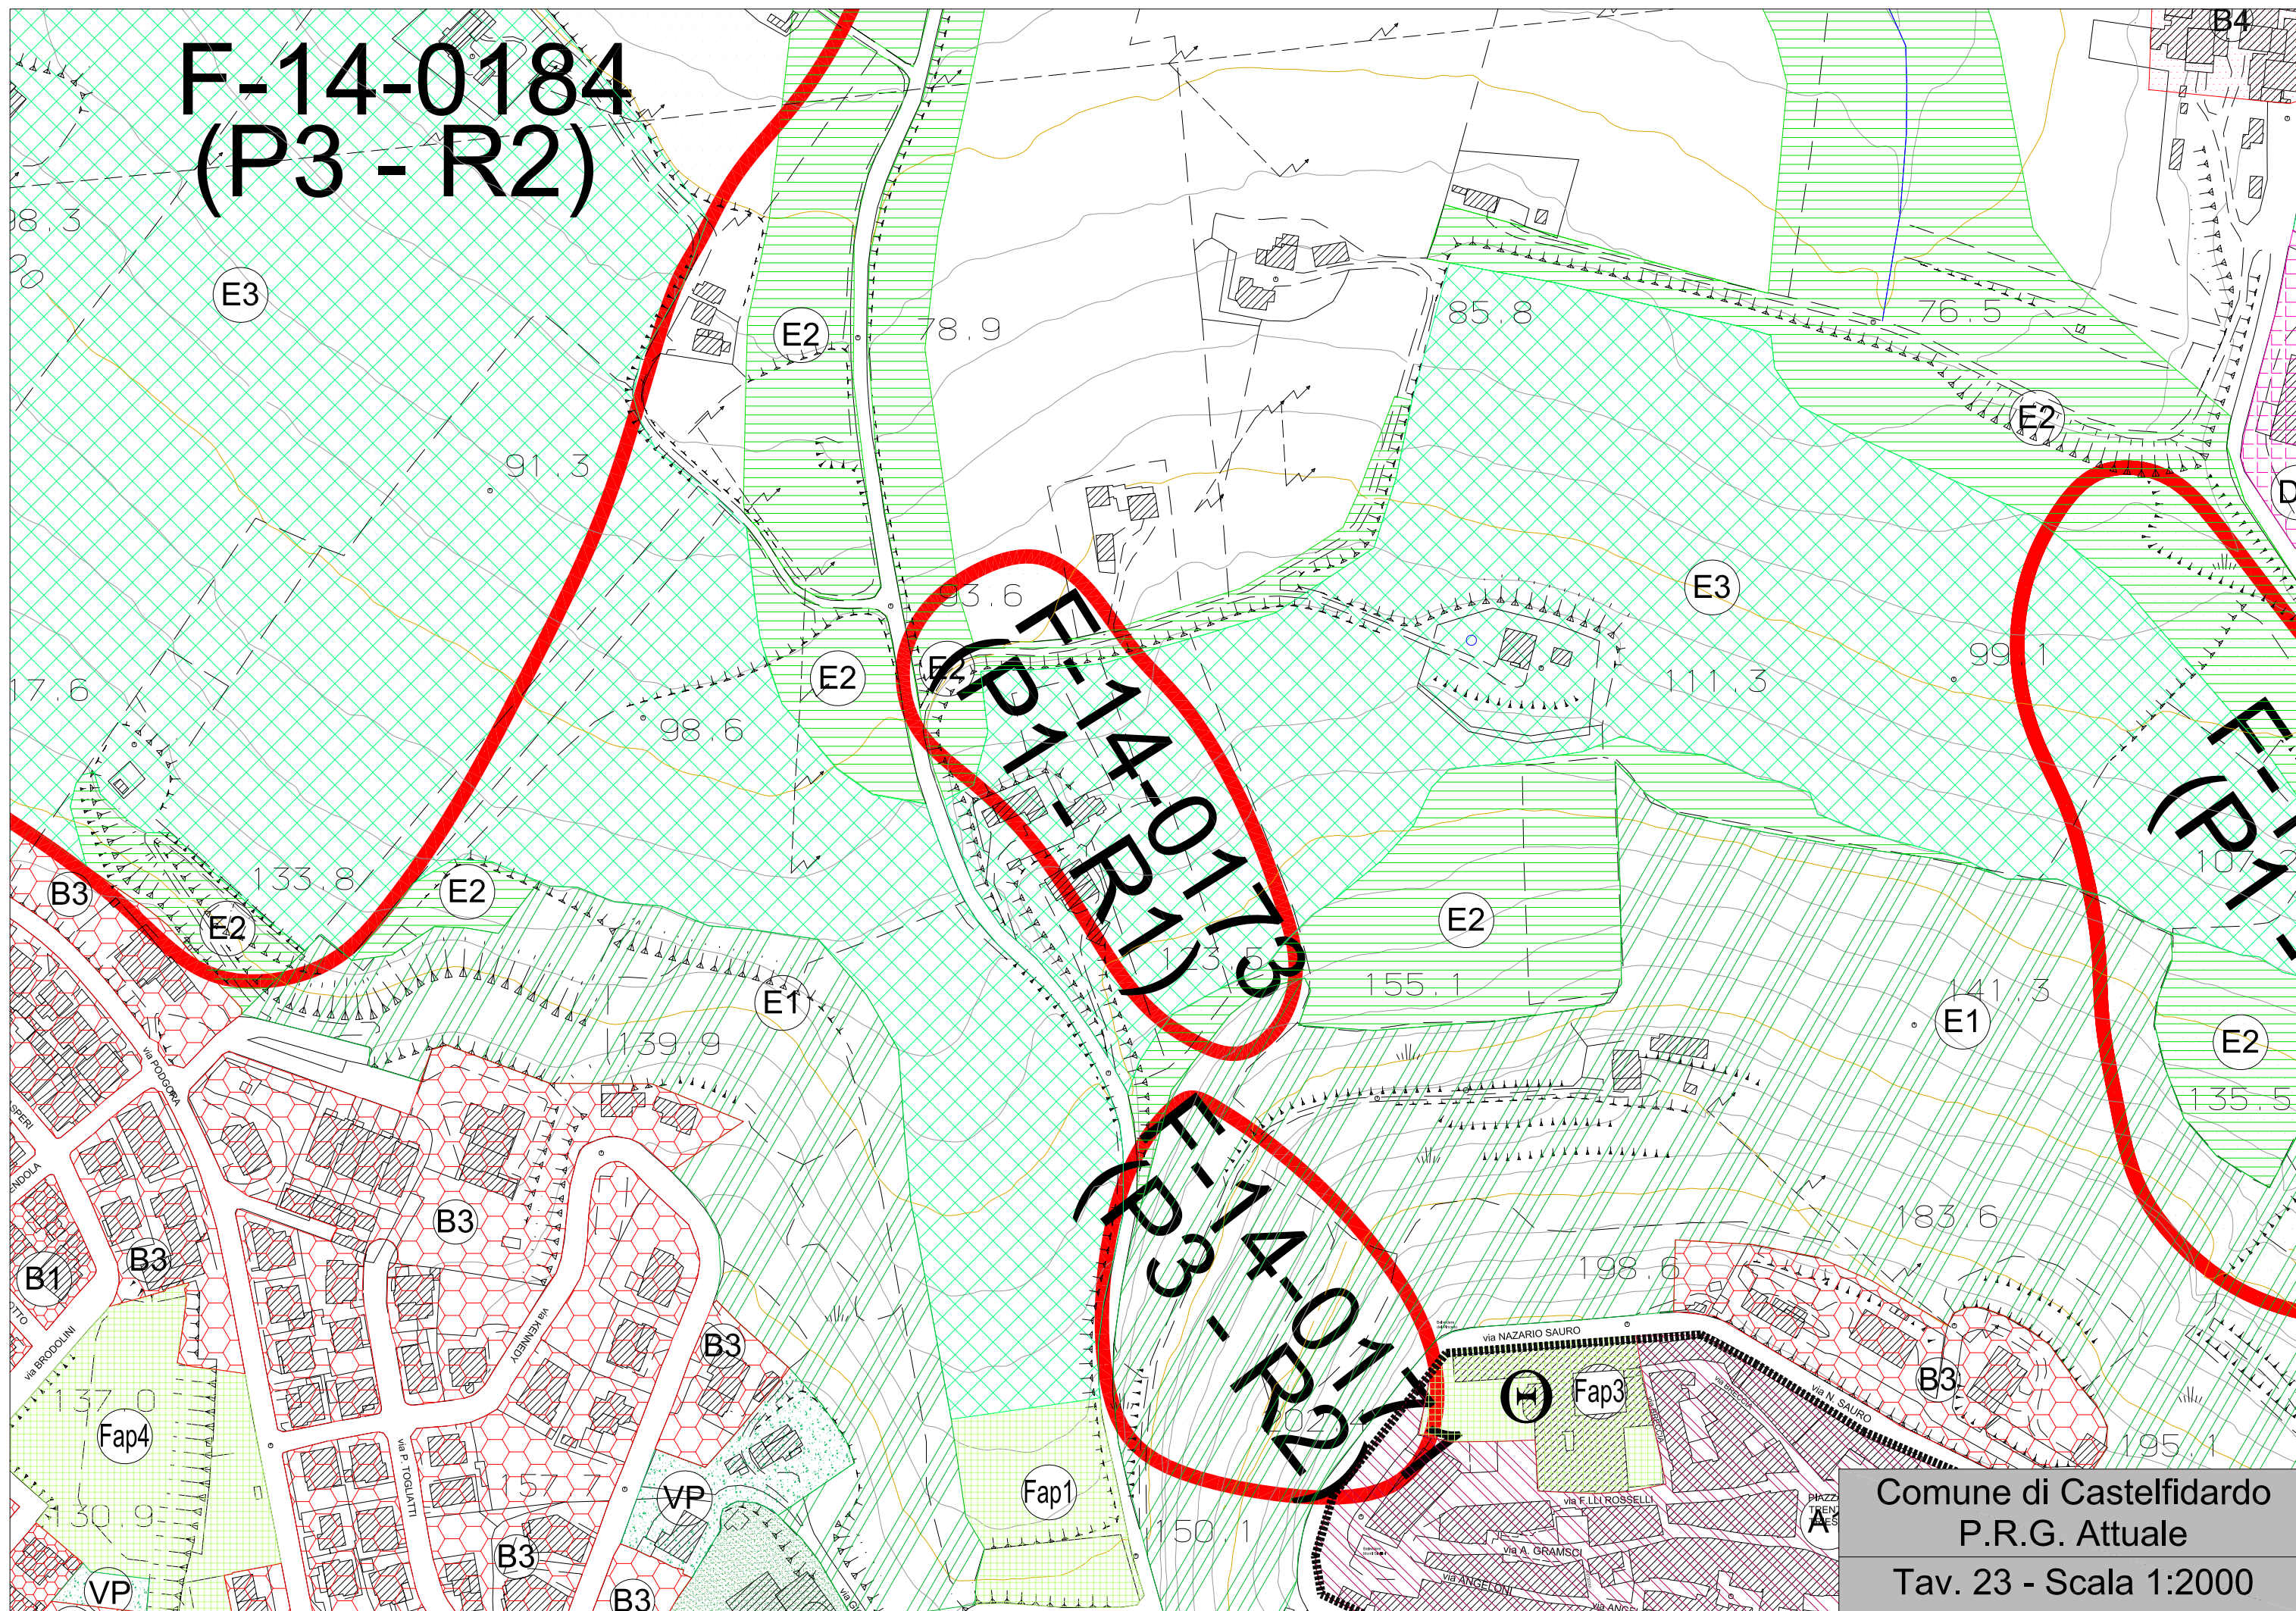 F-14-0184
(P3 - R2)
B4
E3
E2
78.9
85.8
76.5
E2
91.3
93.6
E3
E2
E2
99.1
111.3
98.6
F-14-0173
(P1 - R1)
133.8
B3
E2
E2
E2
123.5
155.1
E1
141.3
E1
E2
139.9
135.5
via PODGORA
F-14-017
(P3 - R2
B3
B3
B1
183.6
198.6
via KENNEDY
via BRODOLINI
via NAZARIO SAURO
B3
Fap3
B3
via N. SAURO
137.0
Fap4
via P. TOGLIATTI
195.1
VP
Fap1
130.9
via F.LLI ROSSELLI
150.1
via A. GRAMSCI
B3
via ANGELONI
VP
B3
Comune di Castelfidardo
P.R.G. Attuale
Tav. 23 - Scala 1:2000